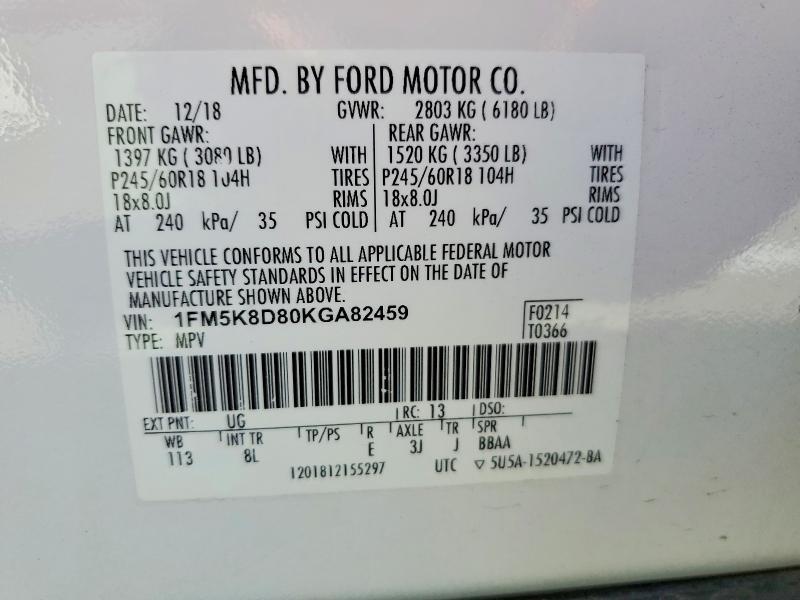 MFD. BY FORD MOTOR CO.
DATE: 12/18 GVWR: 2803 KG ( 6180 LB)
FRONT GAWR: REAR GAWR:
1397 KG ( 3080 LB) WITH 1520 KG ( 3350 LB) WITH
P245/60R18 104H TIRES P245/60R18 104H TIRES
18x8.0J RIMS 18x8.0J RIMS
AT 240 kPa/ 35 PSI COLD AT 240 kPa/ 35 PSI COLD
THIS VEHICLE CONFORMS TO ALL APPLICABLE FEDERAL MOTOR
VEHICLE SAFETY STANDARDS IN EFFECT ON THE DATE OF
MANUFACTURE SHOWN ABOVE.
VIN: 1FM5K8D80KGA82459 F0214
TYPE: MPV T0366
EXT PNT: UG RC: 13 DSO:
WB INT TR TP/PS R AXLE TR SPR
113 8L E 3J J BBAA
1201812155297 UTC ▽ 5U5A-1520472-BA